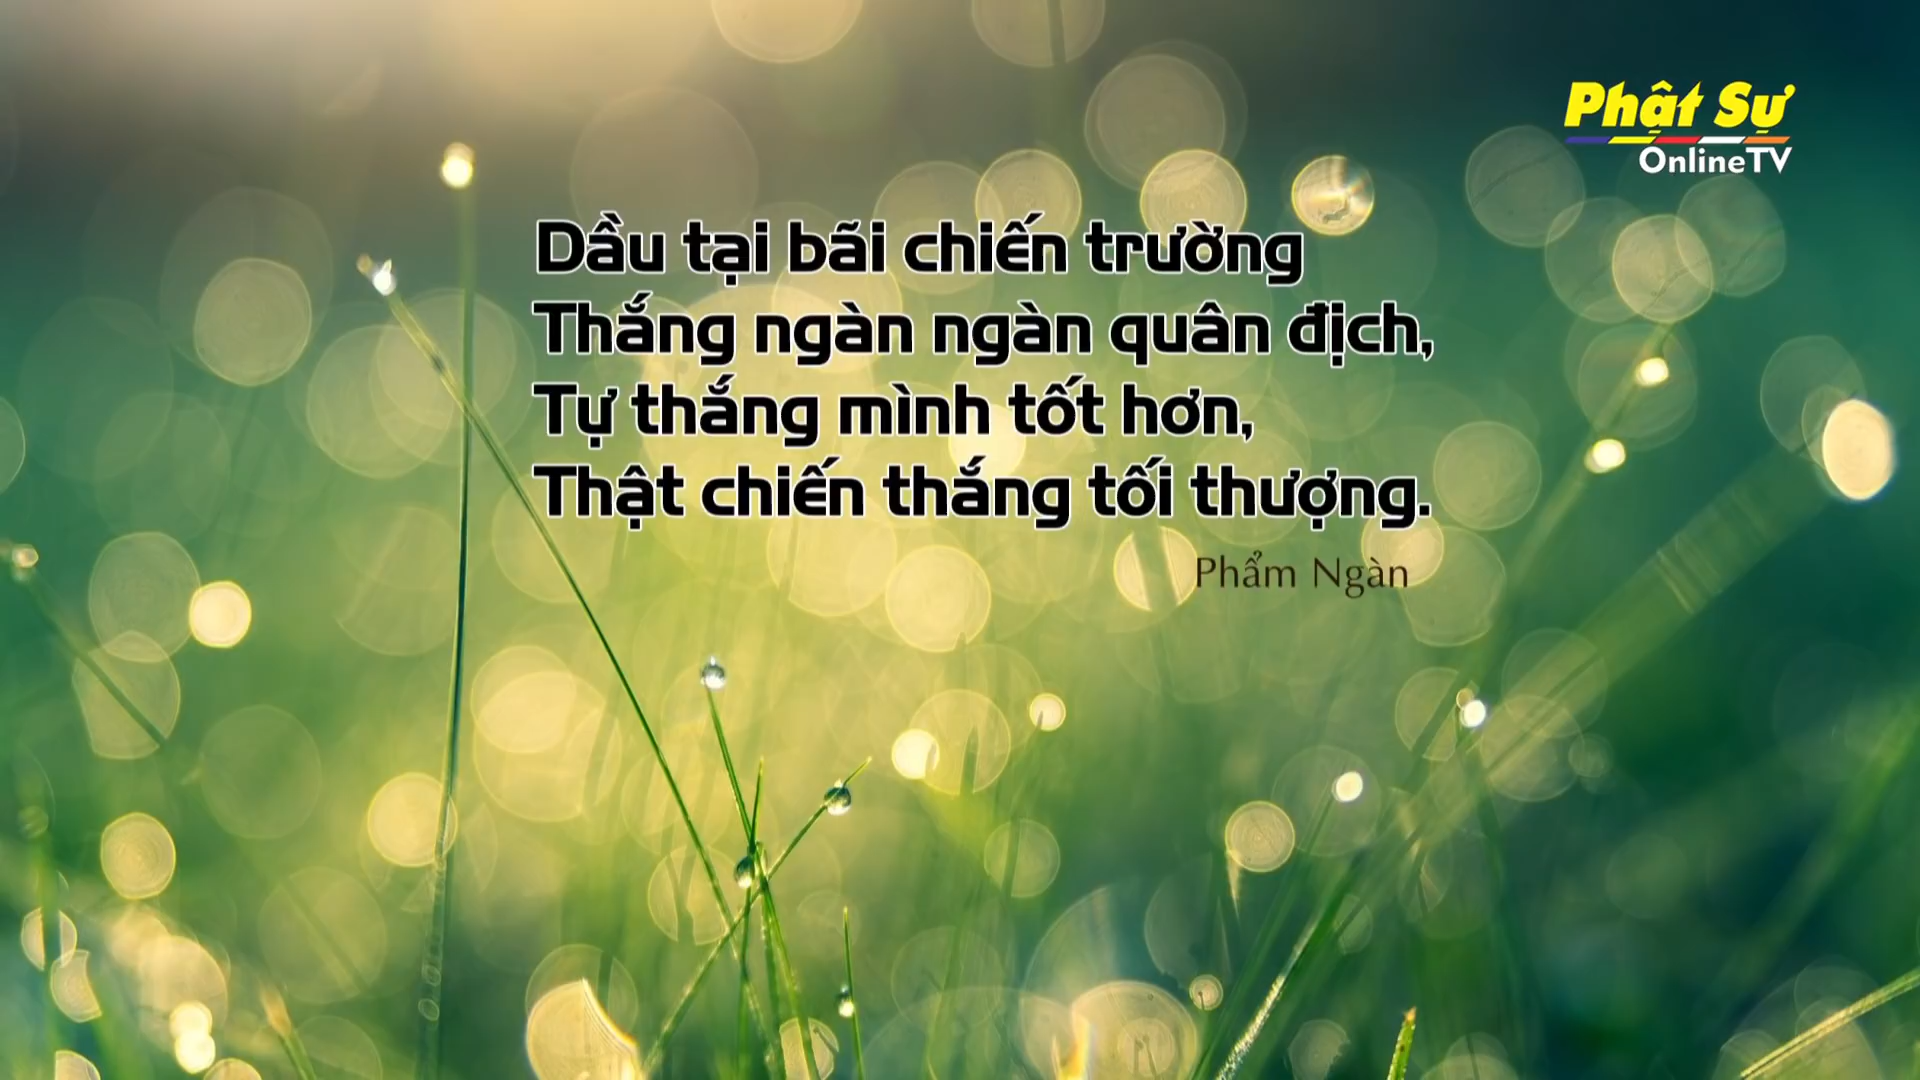 Phật Sự
OnlineTV
Dầu tại bãi chiến trường
Thắng ngàn ngàn quân địch,
Tự thắng mình tốt hơn,
Thật chiến thắng tối thượng.
Phẩm Ngàn